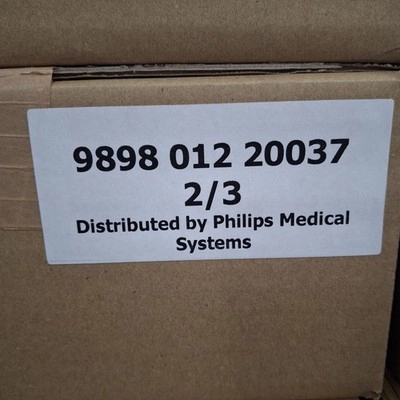 9898 012 20037
2/3
Distributed by Philips Medical
Systems